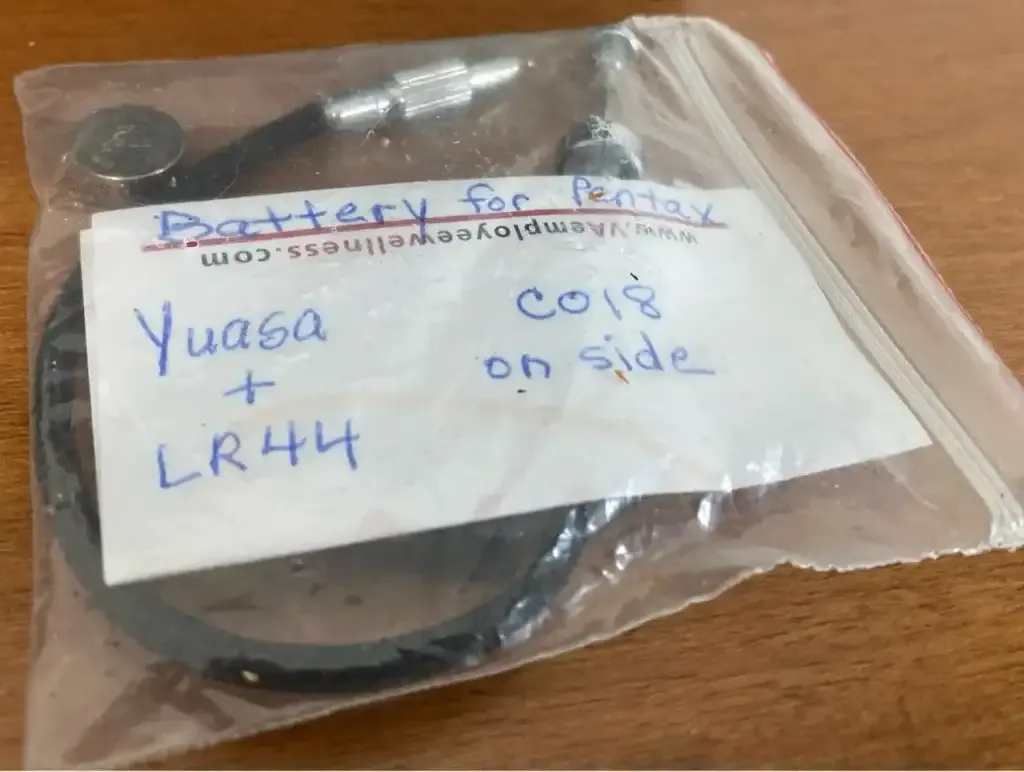 Battery for Pentax
www.VAemployeewellness.com
Yuasa
+
LR44
CO18
on side